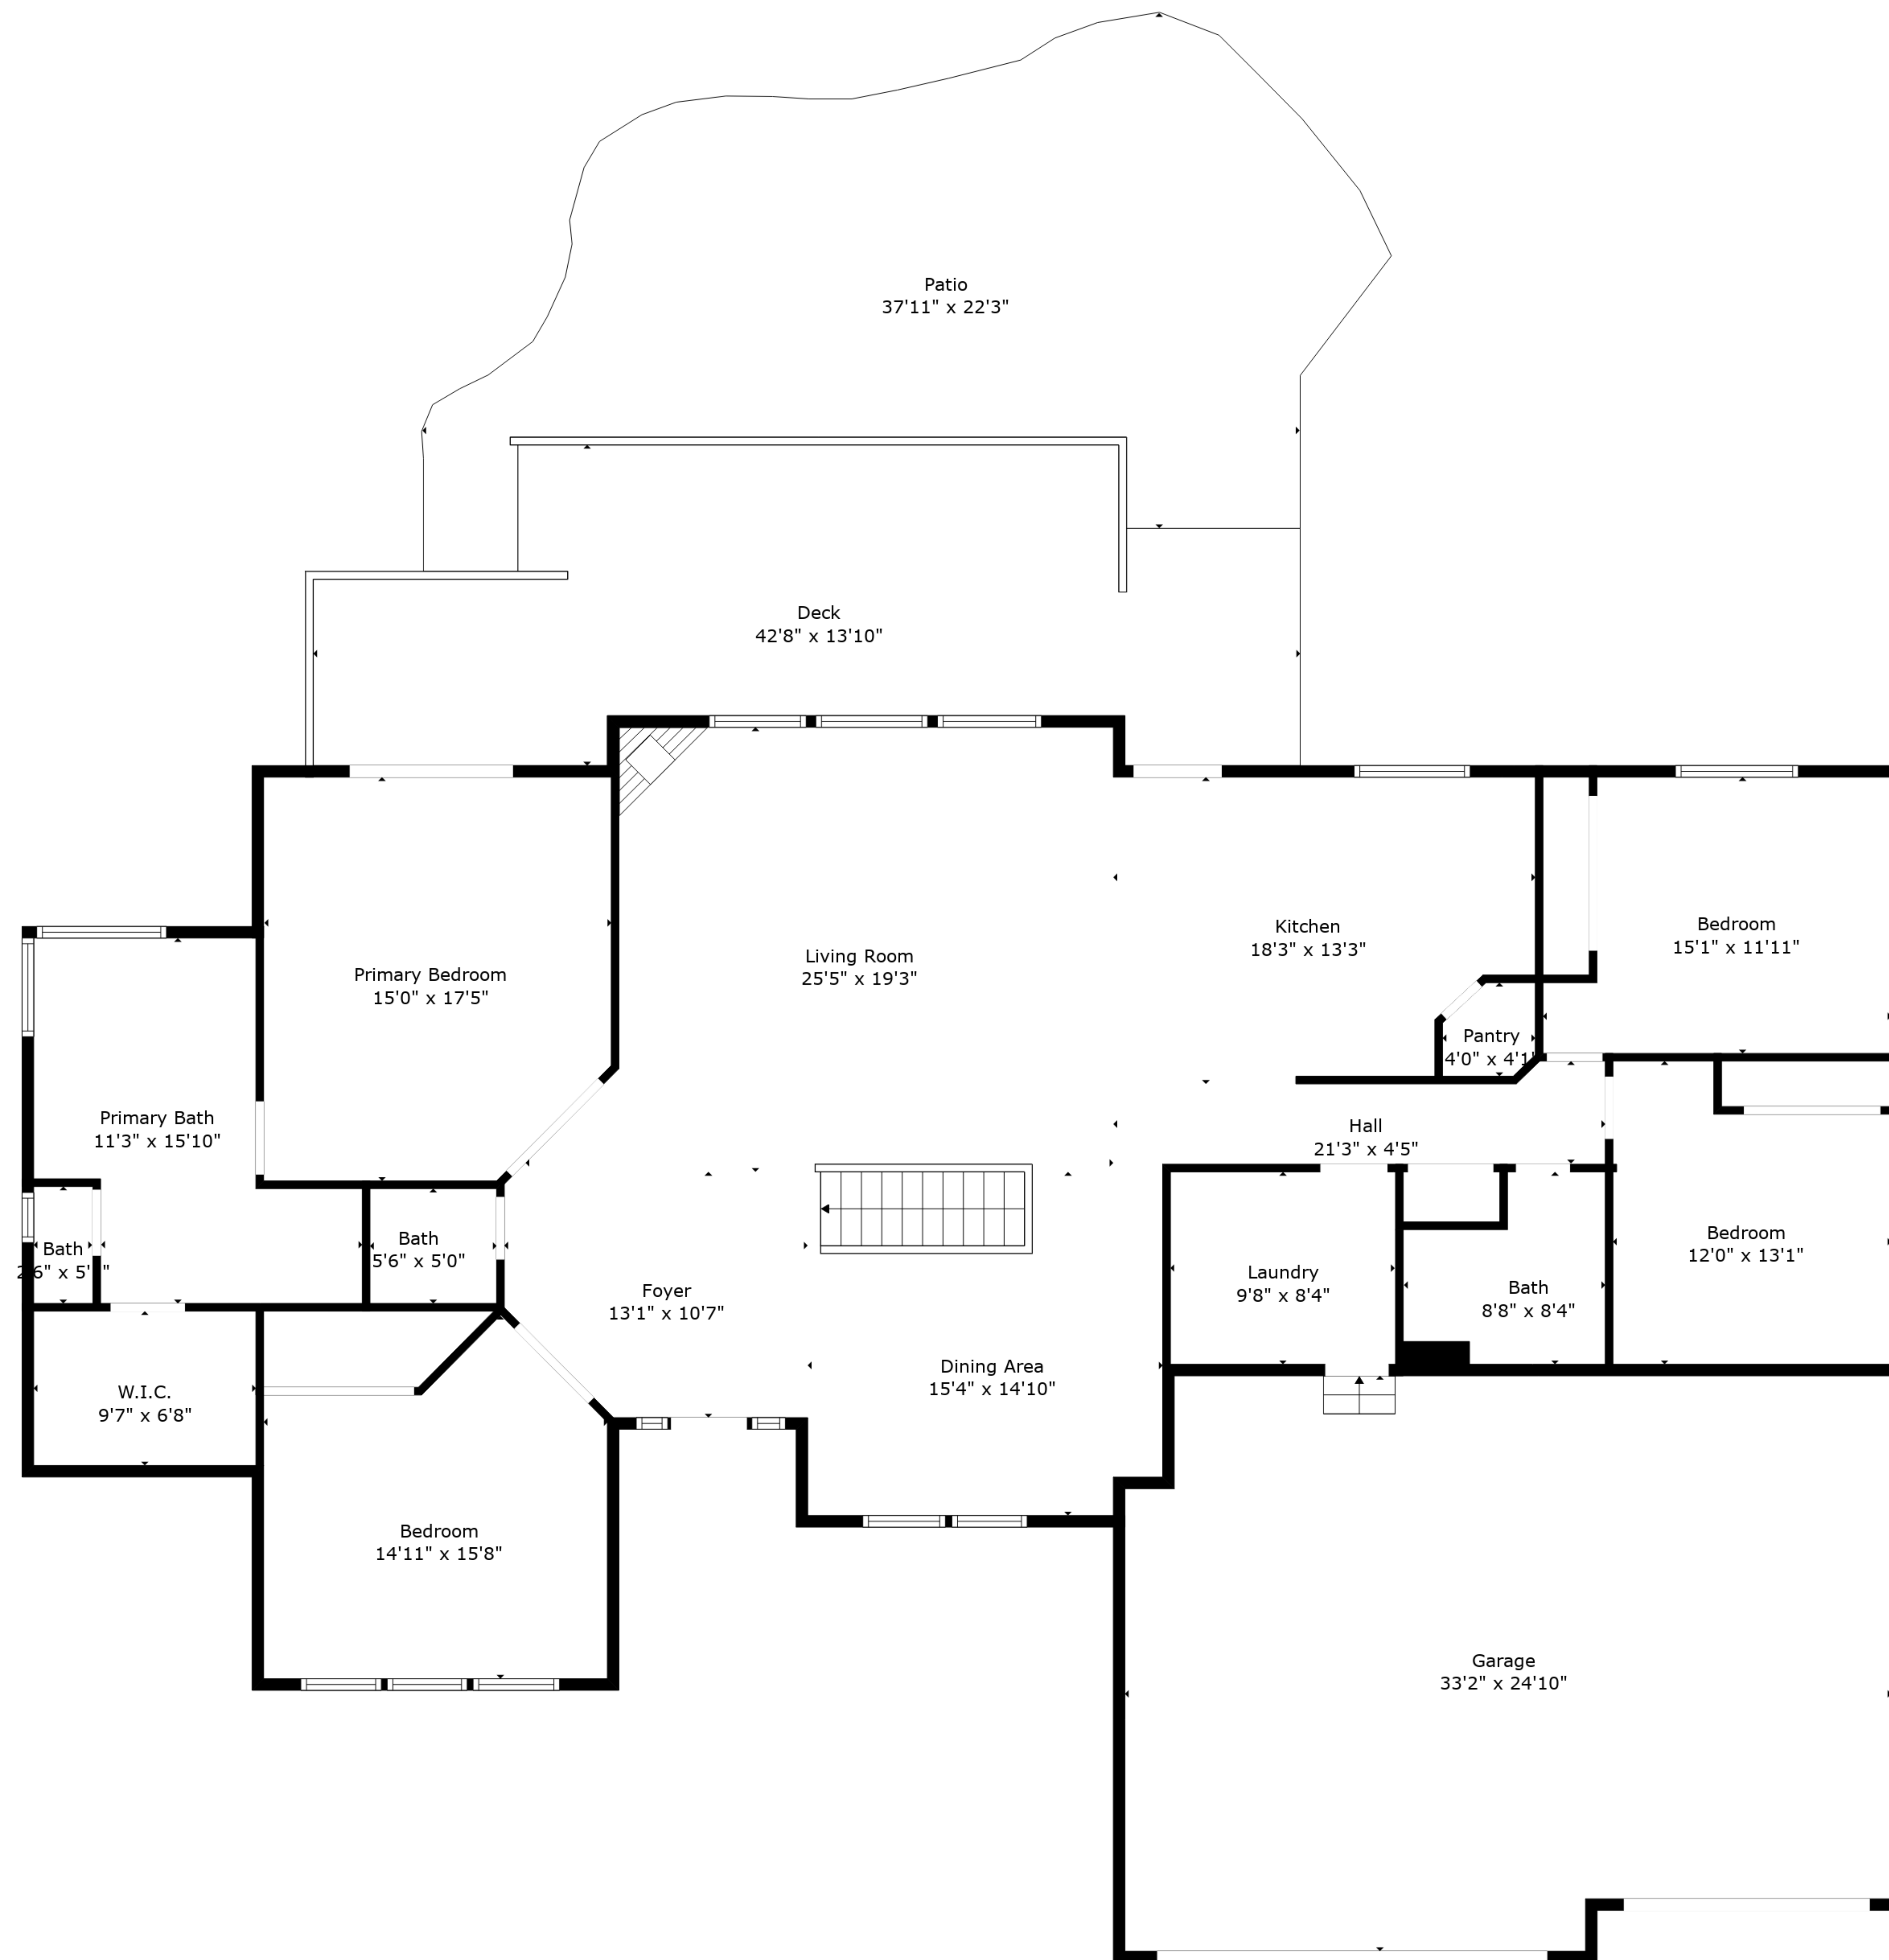 Patio
37'11" x 22'3"
Deck
42'8" x 13'10"
Living Room
25'5" x 19'3"
Kitchen
18'3" x 13'3"
Bedroom
15'1" x 11'11"
Primary Bedroom
15'0" x 17'5"
Pantry
4'0" x 4'1"
Primary Bath
11'3" x 15'10"
Hall
21'3" x 4'5"
Bath
5'6" x 5'0"
Bath
Bedroom
12'0" x 13'1"
Laundry
9'8" x 8'4"
Bath
8'8" x 8'4"
Foyer
13'1" x 10'7"
Dining Area
15'4" x 14'10"
W.I.C.
9'7" x 6'8"
Bedroom
14'11" x 15'8"
Garage
33'2" x 24'10"